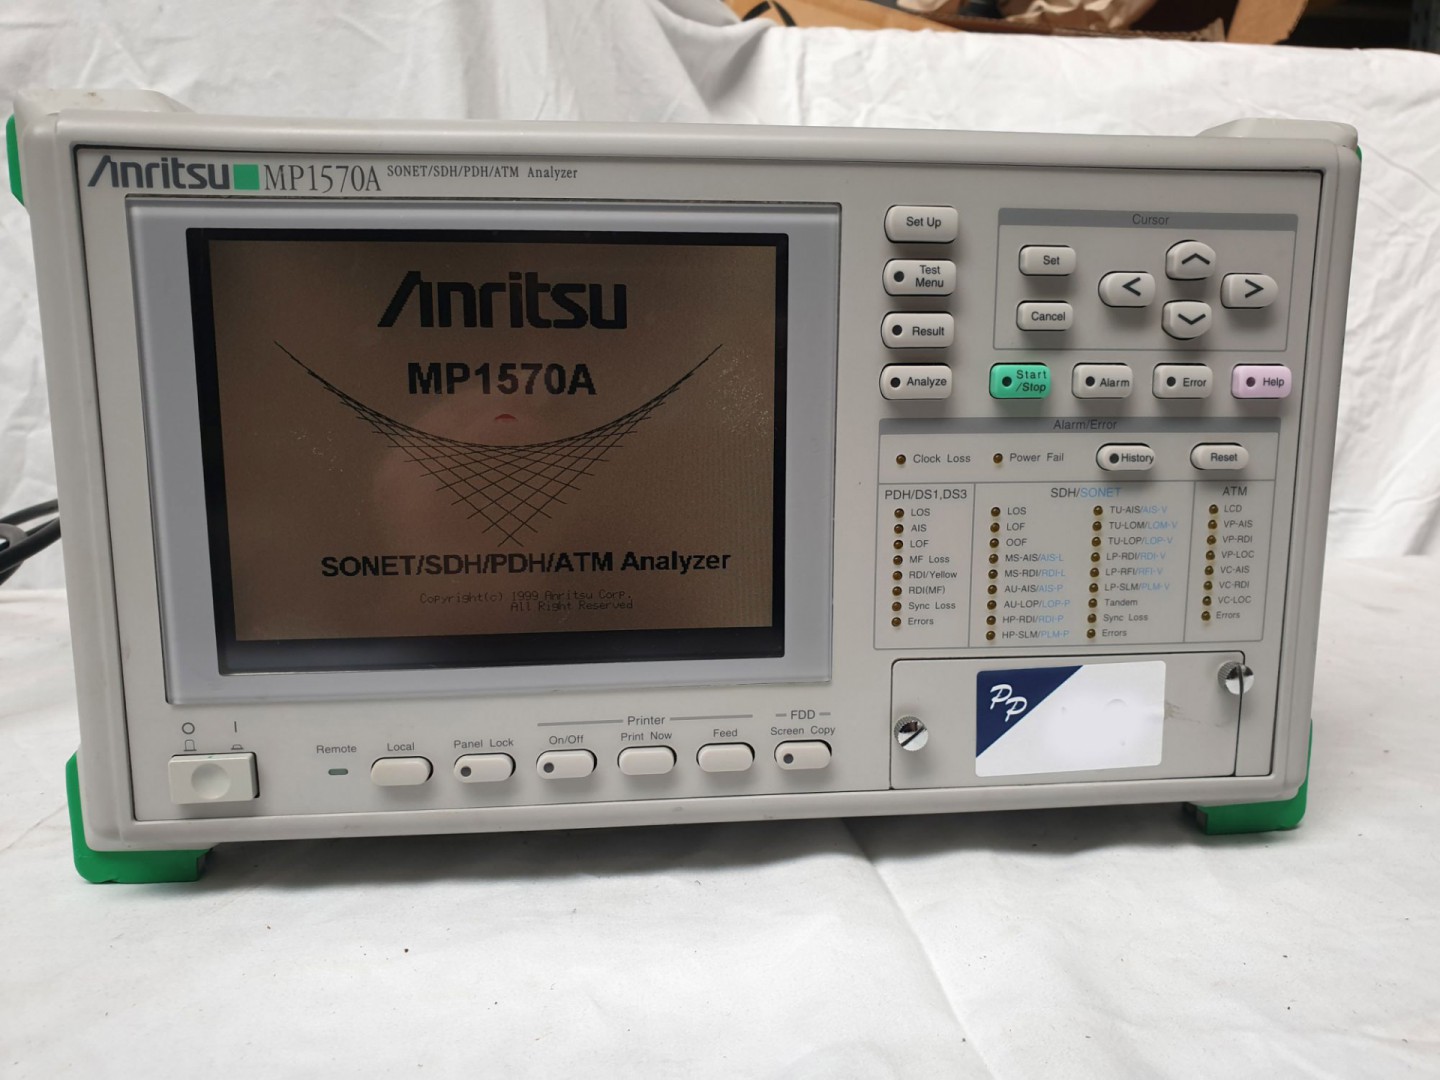 Anritsu MP1570A SONET/SDH/PDH/ATM Analyzer
Anritsu
MP1570A
SONET/SDH/PDH/ATM Analyzer
Copyright(c) 1999 Anritsu Corp.
All Right Reserved
Set Up
Test
Menu
Result
Analyze
Cursor
Set
Cancel
Start
/Stop
Alarm
Error
Help
Alarm/Error
Clock Loss
Power Fail
History
Reset
PDH/DS1,DS3
LOS
AIS
LOF
MF Loss
RDI/Yellow
RDI(MF)
Sync Loss
Errors
SDH/SONET
LOS
LOF
OOF
MS-AIS/AIS-L
MS-RDI/RDI-L
AU-AIS/AIS-P
AU-LOP/LOP-P
HP-RDI/RDI-P
HP-SLM/PLM-P
TU-AIS/AIS-V
TU-LOM/LOM-V
TU-LOP/LOP-V
LP-RDI/RDI-V
LP-RFI/RFI-V
LP-SLM/PLM-V
Tandem
Sync Loss
Errors
ATM
LCD
VP-AIS
VP-RDI
VP-LOC
VC-AIS
VC-RDI
VC-LOC
Errors
PP
Remote
Local
Panel Lock
Printer
On/Off
Print Now
Feed
FDD
Screen Copy